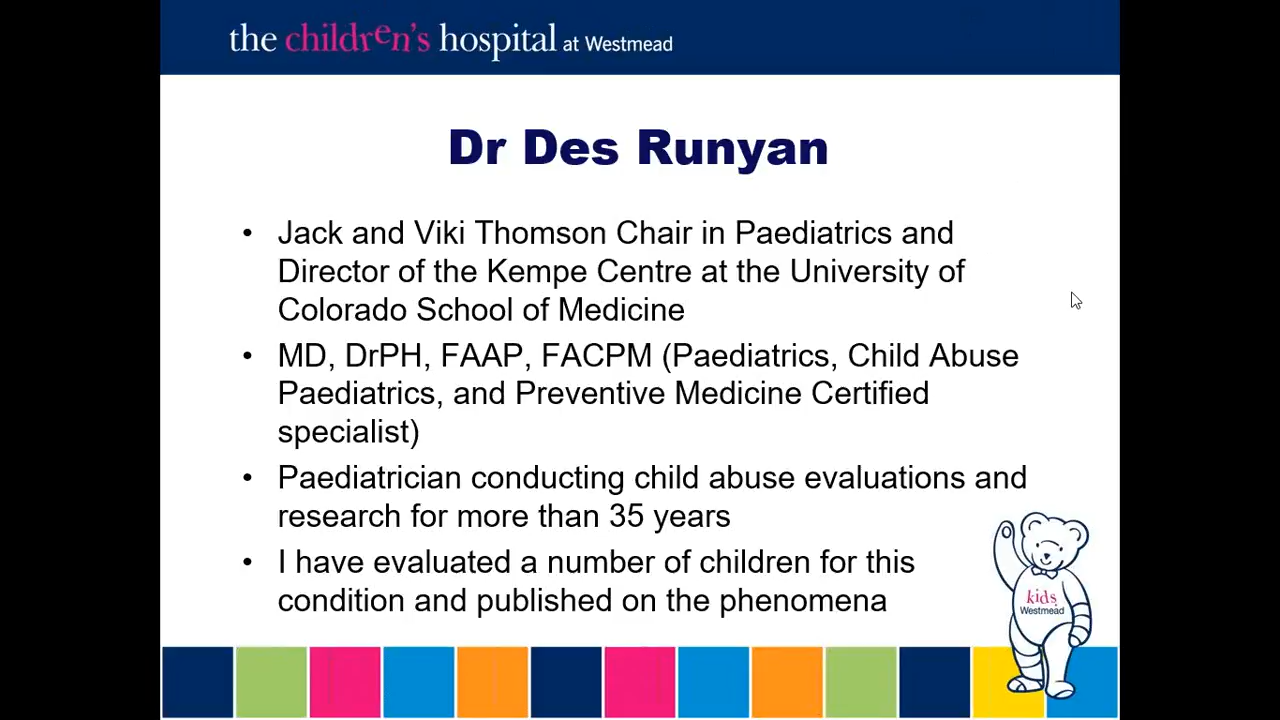 the children's hospital at Westmead
Dr Des Runyan
• Jack and Viki Thomson Chair in Paediatrics and
Director of the Kempe Centre at the University of
Colorado School of Medicine
• MD, DrPH, FAAP, FACPM (Paediatrics, Child Abuse
Paediatrics, and Preventive Medicine Certified
specialist)
• Paediatrician conducting child abuse evaluations and
research for more than 35 years
• I have evaluated a number of children for this
condition and published on the phenomena
kids
Westmead